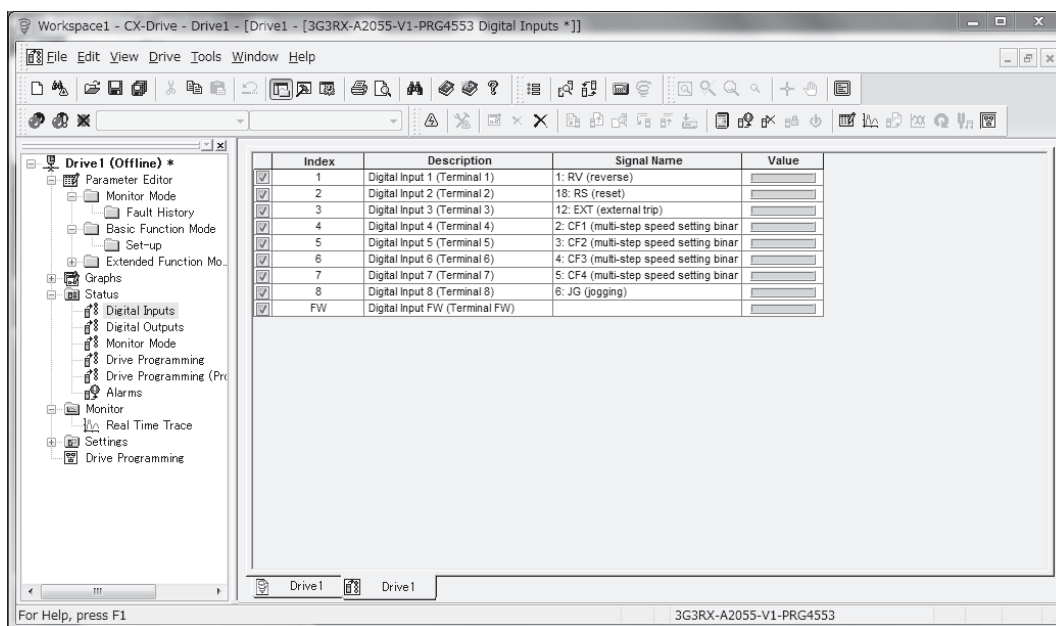 Workspace1 - CX-Drive - Drive1 - [Drive1 - [3G3RX-A2055-V1-PRG4553 Digital Inputs *]]
File Edit View Drive Tools Window Help
Drive1 (Offline) *
Parameter Editor
Monitor Mode
Fault History
Basic Function Mode
Set-up
Extended Function Mo..
Graphs
Status
Digital Inputs
Digital Outputs
Monitor Mode
Drive Programming
Drive Programming (Pro
Alarms
Monitor
Real Time Trace
Settings
Drive Programming
Index Description Signal Name Value
1 Digital Input 1 (Terminal 1) 1: RV (reverse)
2 Digital Input 2 (Terminal 2) 18: RS (reset)
3 Digital Input 3 (Terminal 3) 12: EXT (external trip)
4 Digital Input 4 (Terminal 4) 2: CF1 (multi-step speed setting binar
5 Digital Input 5 (Terminal 5) 3: CF2 (multi-step speed setting binar
6 Digital Input 6 (Terminal 6) 4: CF3 (multi-step speed setting binar
7 Digital Input 7 (Terminal 7) 5: CF4 (multi-step speed setting binar
8 Digital Input 8 (Terminal 8) 6: JG (jogging)
FW Digital Input FW (Terminal FW)
Drive1 Drive1
For Help, press F1 3G3RX-A2055-V1-PRG4553